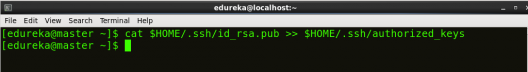 edureka@localhost:~
File Edit View Search Terminal Help
[edureka@master ~]$ cat $HOME/.ssh/id_rsa.pub >> $HOME/.ssh/authorized_keys
[edureka@master ~]$